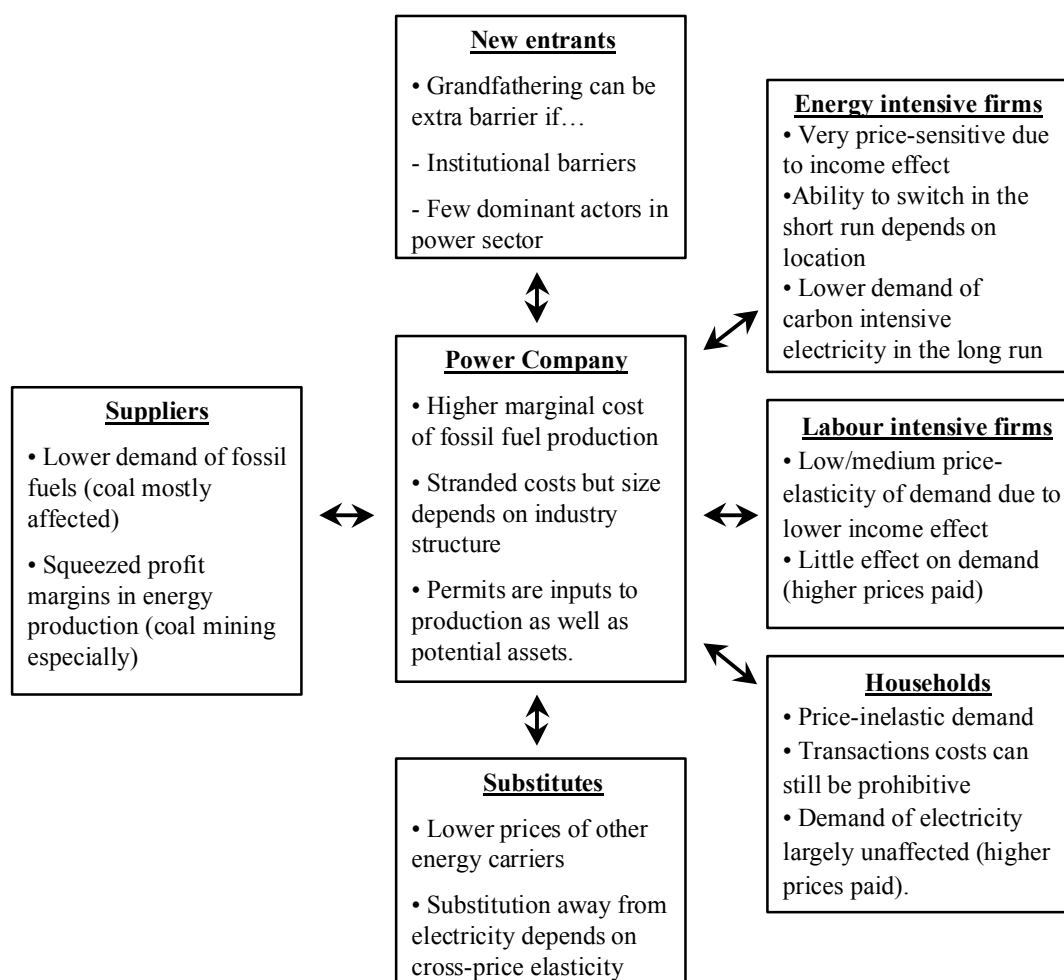 New entrants
• Grandfathering can be
extra barrier if…
- Institutional barriers
- Few dominant actors in
power sector
Energy intensive firms
• Very price-sensitive due
to income effect
•Ability to switch in the
short run depends on
location
• Lower demand of
carbon intensive
electricity in the long run
Suppliers
• Lower demand of fossil
fuels (coal mostly
affected)
• Squeezed profit
margins in energy
production (coal mining
especially)
Power Company
• Higher marginal cost
of fossil fuel production
• Stranded costs but size
depends on industry
structure
• Permits are inputs to
production as well as
potential assets.
Labour intensive firms
• Low/medium price-
elasticity of demand due to
lower income effect
• Little effect on demand
(higher prices paid)
Households
• Price-inelastic demand
• Transactions costs can
still be prohibitive
• Demand of electricity
largely unaffected (higher
prices paid).
Substitutes
• Lower prices of other
energy carriers
• Substitution away from
electricity depends on
cross-price elasticity